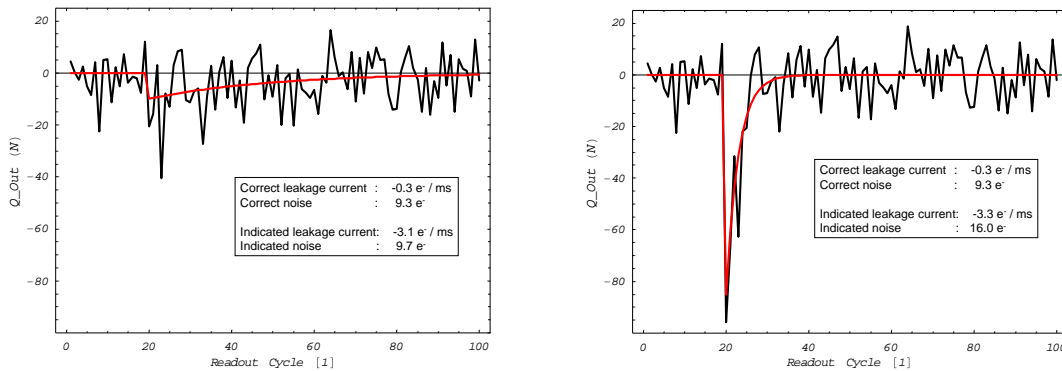 20
0
-20
-40
-60
-80
Q_Out (N)
Correct leakage current : -0.3 e- / ms
Correct noise : 9.3 e-
Indicated leakage current: -3.1 e- / ms
Indicated noise : 9.7 e-
0 20 40 60 80 100
Readout Cycle [1]
20
0
-20
-40
-60
-80
Q_Out (N)
Correct leakage current : -0.3 e- / ms
Correct noise : 9.3 e-
Indicated leakage current: -3.3 e- / ms
Indicated noise : 16.0 e-
0 20 40 60 80 100
Readout Cycle [1]